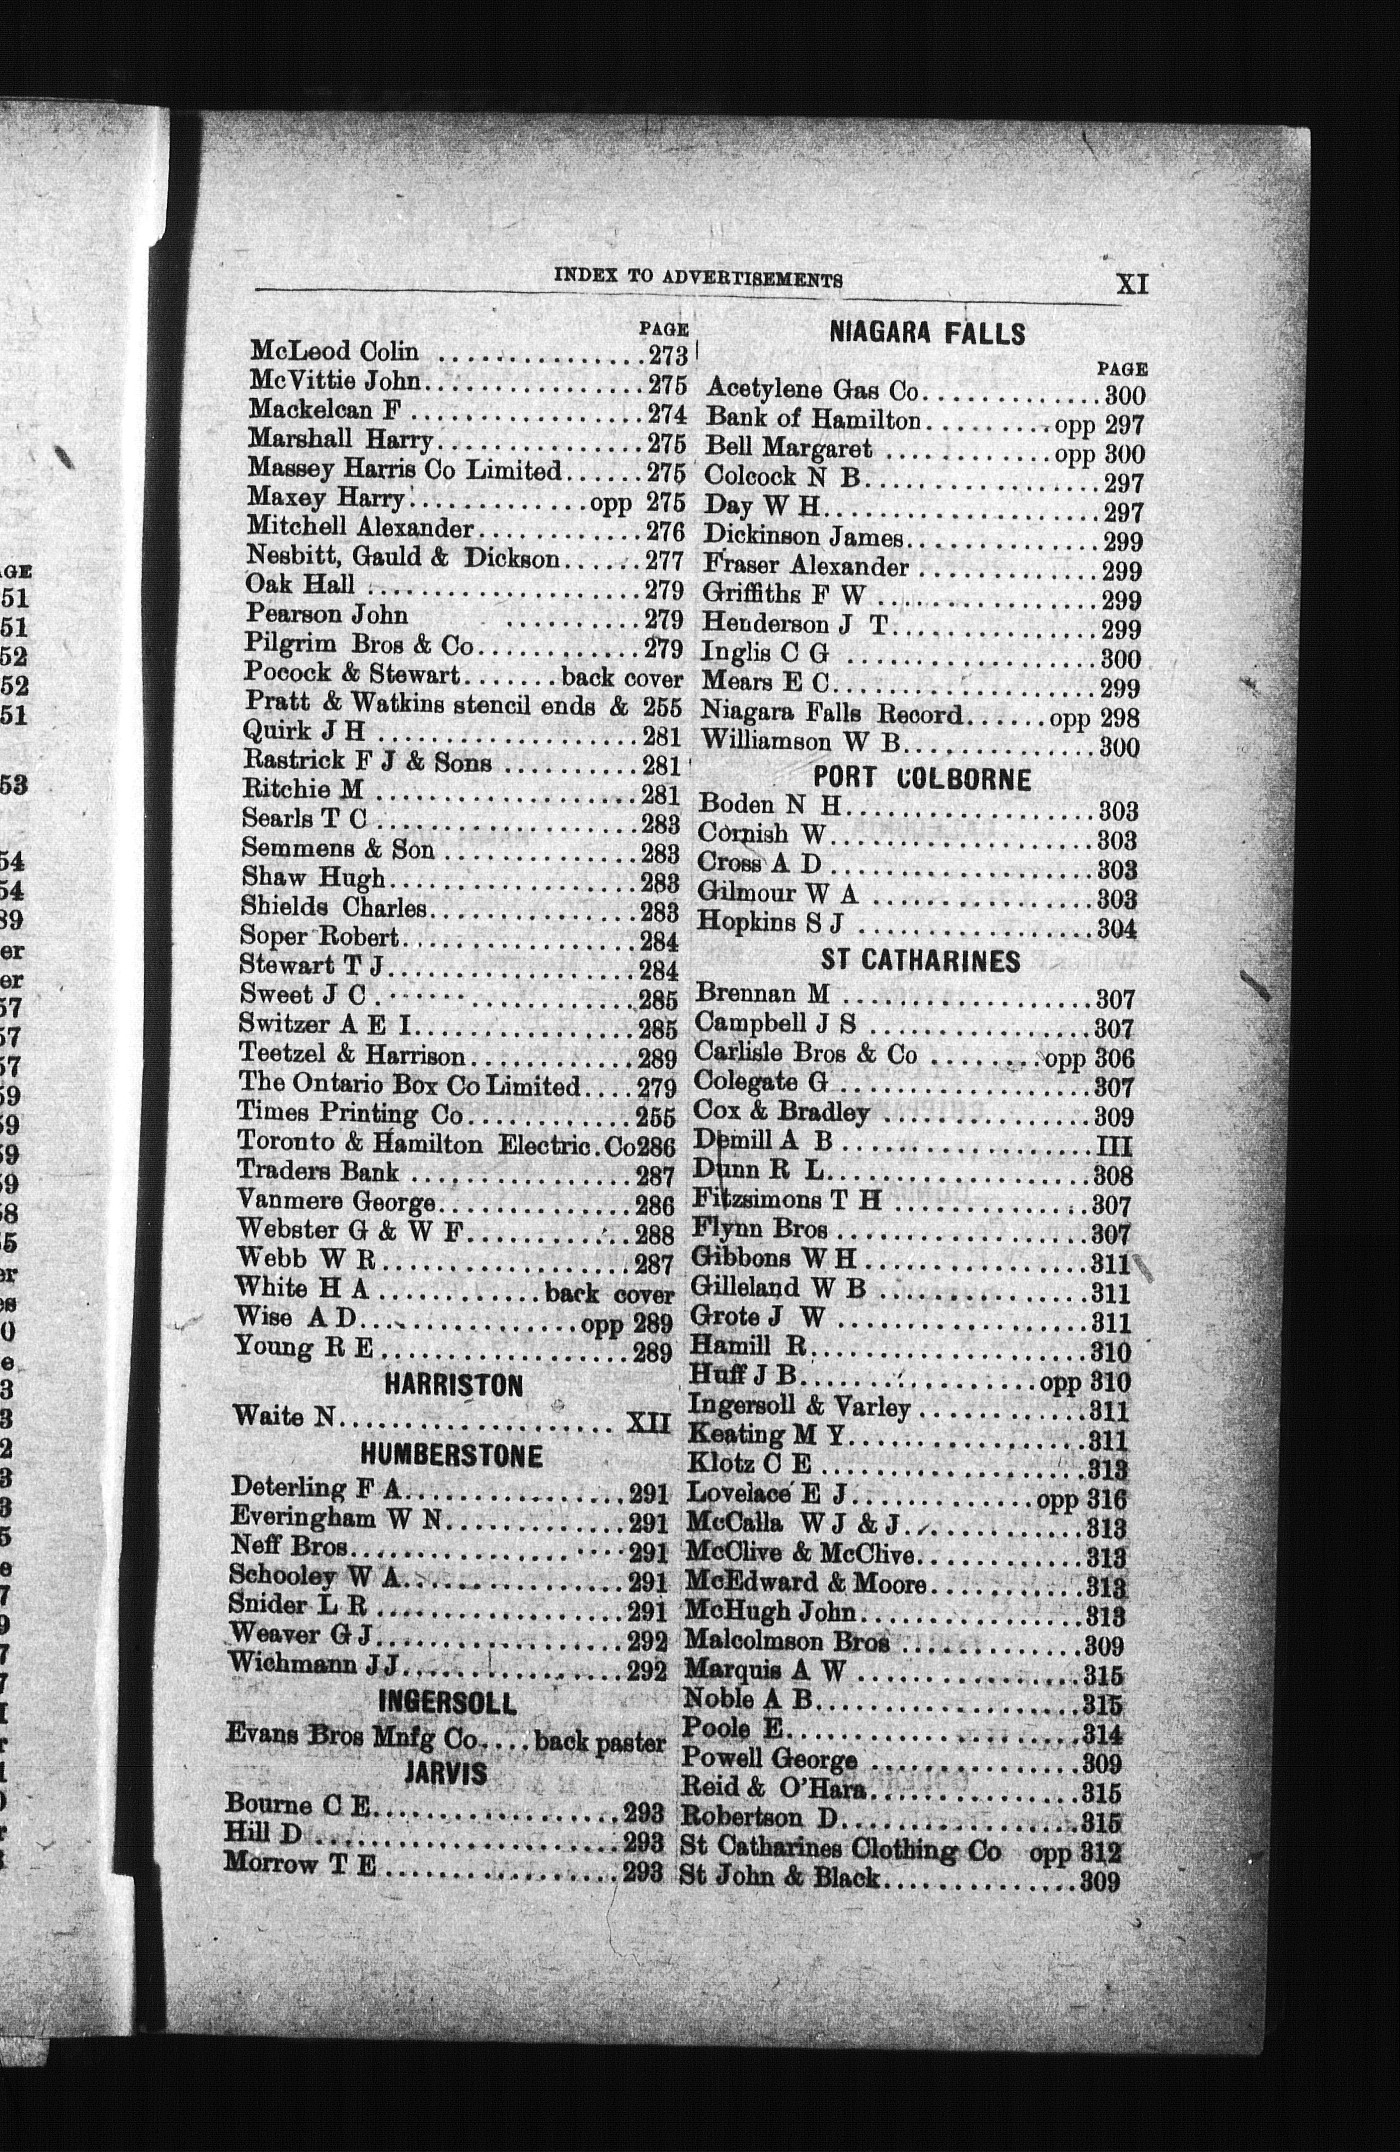 INDEX TO ADVERTISEMENTS XI
PAGE
McLeod Colin ................273
McVittie John................275
Mackelcan F .................274
Marshall Harry...............275
Massey Harris Co Limited......275
Maxey Harry.............opp 275
Mitchell Alexander............276
Nesbitt, Gauld & Dickson......277
Oak Hall ....................279
Pearson John ..........279
Pilgrim Bros & Co............279
Pocock & Stewart.......back cover
Pratt & Watkins stencil ends & 255
Quirk J H ...................281
Rastrick F J & Sons ..........281
Ritchie M ...................281
Searls T C ...................283
Semmens & Son ..............283
Shaw Hugh..................283
Shields Charles...............283
Soper Robert.................284
Stewart T J..................284
Sweet J C ...................285
Switzer A E I................285
Teetzel & Harrison............289
The Ontario Box Co Limited....279
Times Printing Co............255
Toronto & Hamilton Electric.Co286
Traders Bank ................287
Vanmere George..............286
Webster G & W F............288
Webb W R..................287
White H A ............back cover
Wise A D................opp 289
Young R E..................289
HARRISTON
Waite N.................... XII
HUMBERSTONE
Deterling F A................291
Everingham W N.............291
Neff Bros....................291
Schooley W A................291
Snider L R ..................291
Weaver G J..................292
Wichmann J J................292
INGERSOLL
Evans Bros Mnfg Co....back paster
JARVIS
Bourne C E..................293
Hill D ......................293
Morrow T E.................293
NIAGARA FALLS
PAGE
Acetylene Gas Co.............300
Bank of Hamilton.........opp 297
Bell Margaret ............opp 300
Colcock N B.................297
Day W H....................297
Dickinson James..............299
Fraser Alexander .............299
Griffiths F W ................299
Henderson J T...............299
Inglis C G ..................300
Mears E C...................299
Niagara Falls Record......opp 298
Williamson W B..............300
PORT COLBORNE
Boden N H..................303
Cornish W...................303
Cross A D...................303
Gilmour W A ................303
Hopkins S J .................304
ST CATHARINES
Brennan M ..................307
Campbell J S ................307
Carlisle Bros & Co ........opp 306
Colegate G ..................307
Cox & Bradley ...............309
Demill A B..................III
Dunn R L...................308
Fitzsimons T H ..............307
Flynn Bros ..................307
Gibbons W H................311
Gilleland W B ...............311
Grote J W ..................311
Hamill R....................310
Huff J B.................opp 310
Ingersoll & Varley ............311
Keating M Y.................311
Klotz C E ...................313
Lovelace E J.............opp 316
McCalla W J & J.............313
McClive & McClive............313
McEdward & Moore...........313
McHugh John................313
Malcolmson Bros .............309
Marquis A W ................315
Noble A B...................315
Poole E.....................314
Powell George ...............309
Reid & O'Hara...............315
Robertson D.................315
St Catharines Clothing Co opp 312
St John & Black..............309